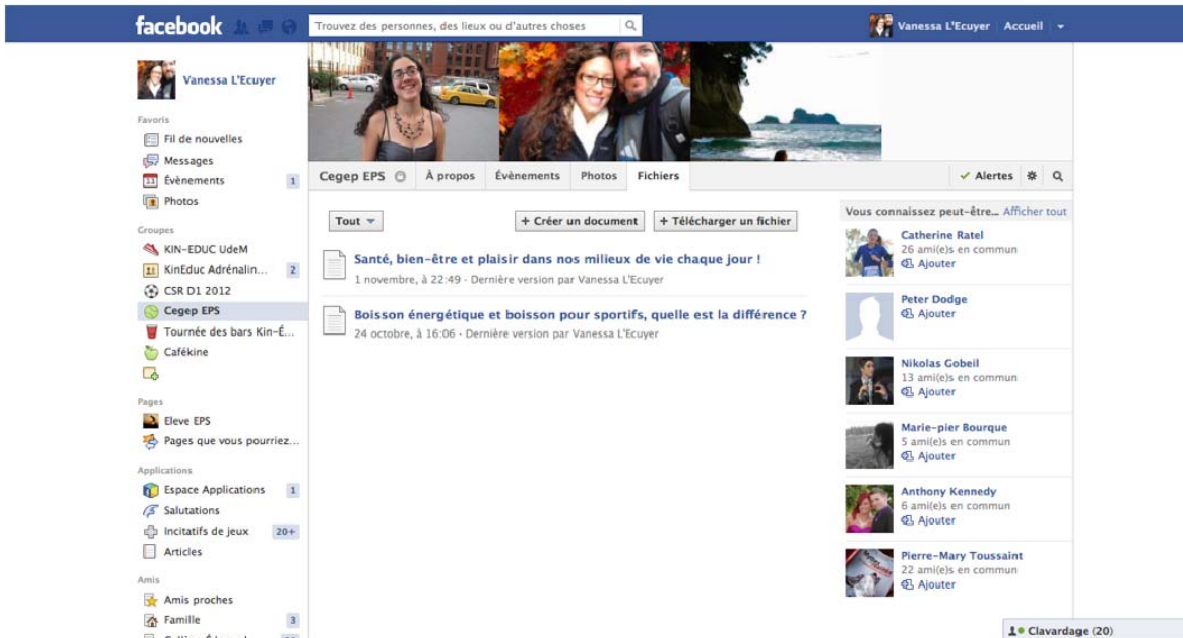 facebook
Trouvez des personnes, des lieux ou d'autres choses
Vanessa L'Ecuyer Accueil
Vanessa L'Ecuyer
Favoris
Fil de nouvelles
Messages
Évènements 1
Photos
Groupes
KIN-EDUC UdeM
KinEduc Adrénalin... 2
CSR D1 2012
Cegep EPS
Tournée des bars Kin-É...
Cafékine
Pages
Eleve EPS
Pages que vous pourriez...
Applications
Espace Applications 1
Salutations
Incitatifs de jeux 20+
Articles
Amis
Amis proches
Famille 3
Cegep EPS À propos Évènements Photos Fichiers
Alertes
Tout + Créer un document + Télécharger un fichier
Santé, bien-être et plaisir dans nos milieux de vie chaque jour !
1 novembre, à 22:49 · Dernière version par Vanessa L'Ecuyer
Boisson énergétique et boisson pour sportifs, quelle est la différence ?
24 octobre, à 16:06 · Dernière version par Vanessa L'Ecuyer
Vous connaissez peut-être... Afficher tout
Catherine Ratel
26 ami(e)s en commun
Ajouter
Peter Dodge
Ajouter
Nikolas Gobeil
13 ami(e)s en commun
Ajouter
Marie-pier Bourque
5 ami(e)s en commun
Ajouter
Anthony Kennedy
6 ami(e)s en commun
Ajouter
Pierre-Mary Toussaint
22 ami(e)s en commun
Ajouter
Clavardage (20)